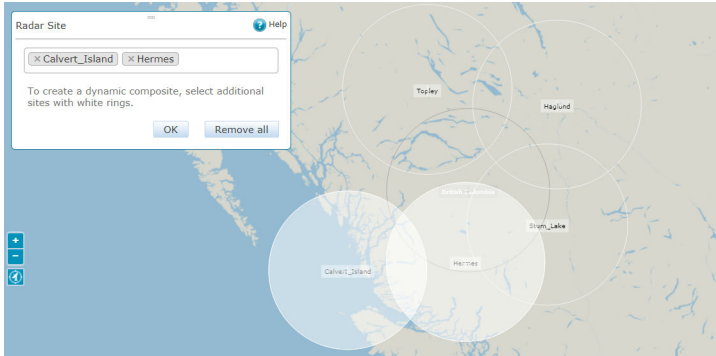 Radar Site
? Help
× Calvert_Island × Hermes
To create a dynamic composite, select additional
sites with white rings.
OK Remove all
Topley
Haglund
British Columbia
Stum_Lake
Hermes
Calvert_Island
+
−